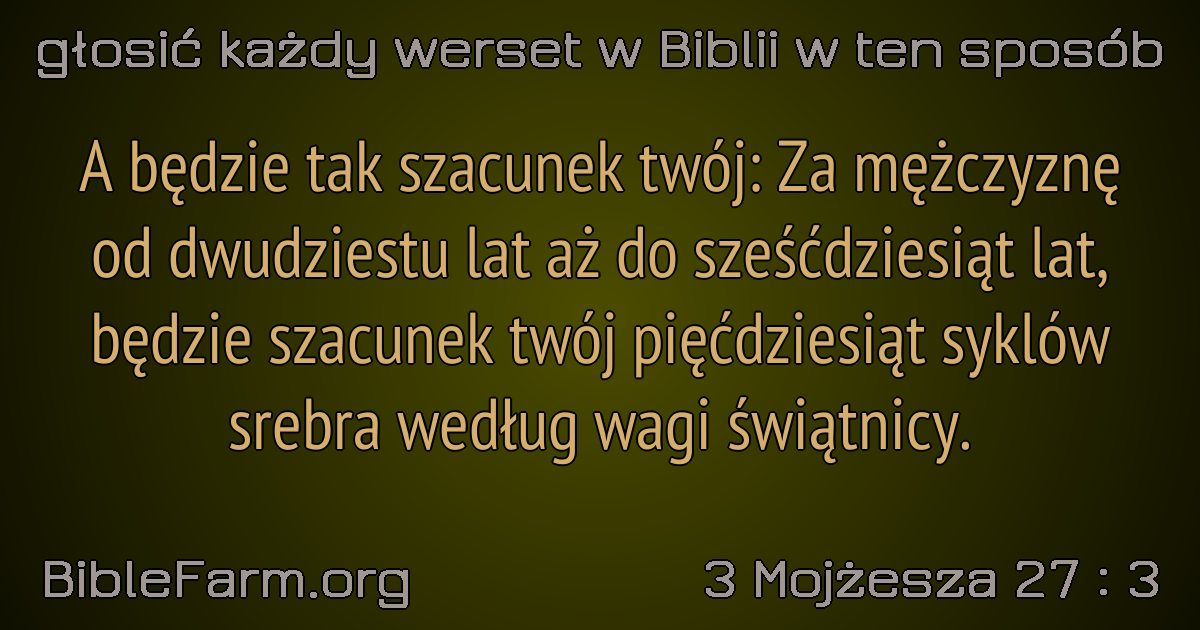 głosić każdy werset w Biblii w ten sposób
A będzie tak szacunek twój: Za mężczyznę
od dwudziestu lat aż do sześćdziesiąt lat,
będzie szacunek twój pięćdziesiąt syklów
srebra według wagi świątnicy.
BibleFarm.org
3 Mojżesza 27 : 3